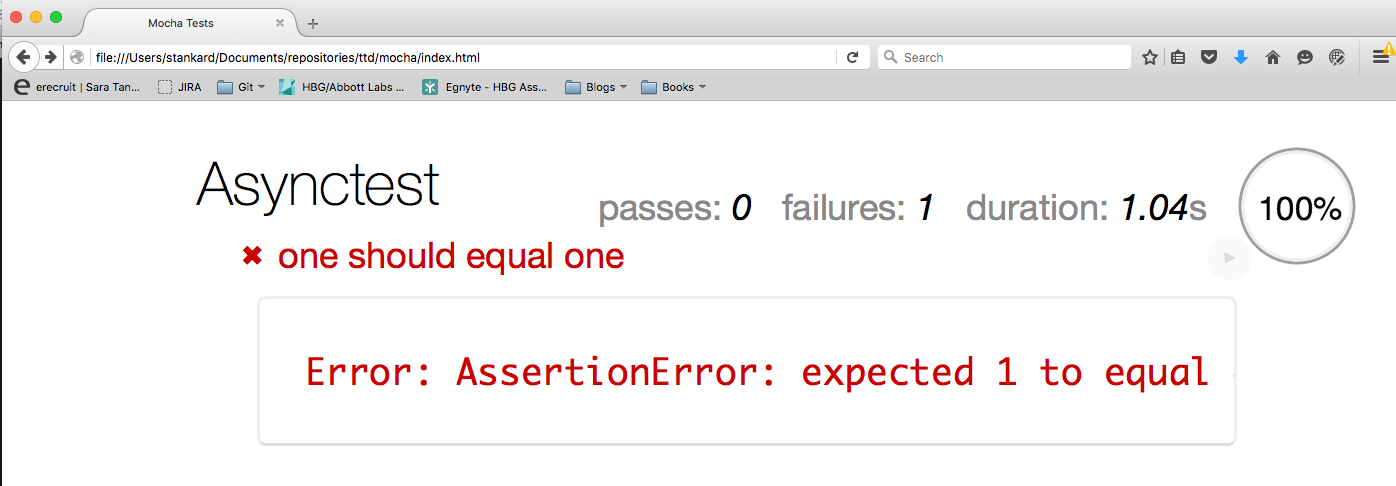 Mocha Tests
file:///Users/stankard/Documents/repositories/ttd/mocha/index.html
Search
erecruit | Sara Tan... JIRA Git HBG/Abbott Labs ... Egnyte - HBG Ass... Blogs Books
Asynctest
passes: 0 failures: 1 duration: 1.04s 100%
✖ one should equal one
Error: AssertionError: expected 1 to equal